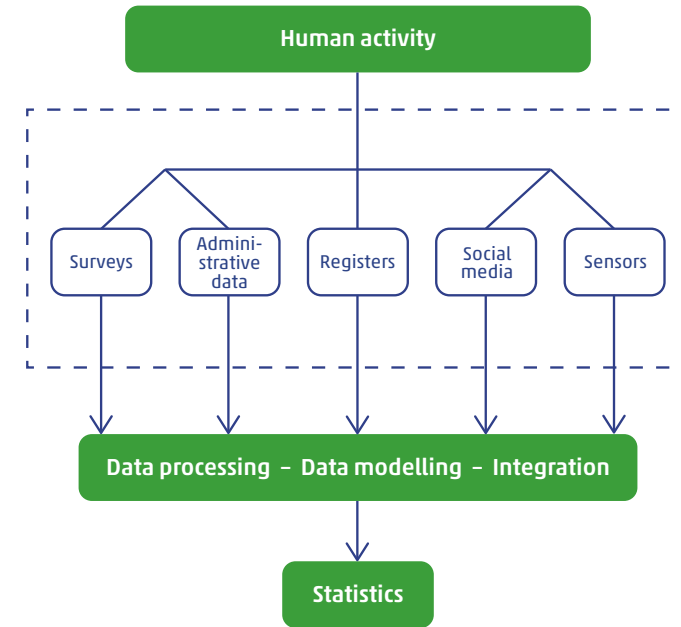 Human activity
Surveys
Admini-
strative
data
Registers
Social
media
Sensors
Data processing – Data modelling – Integration
Statistics